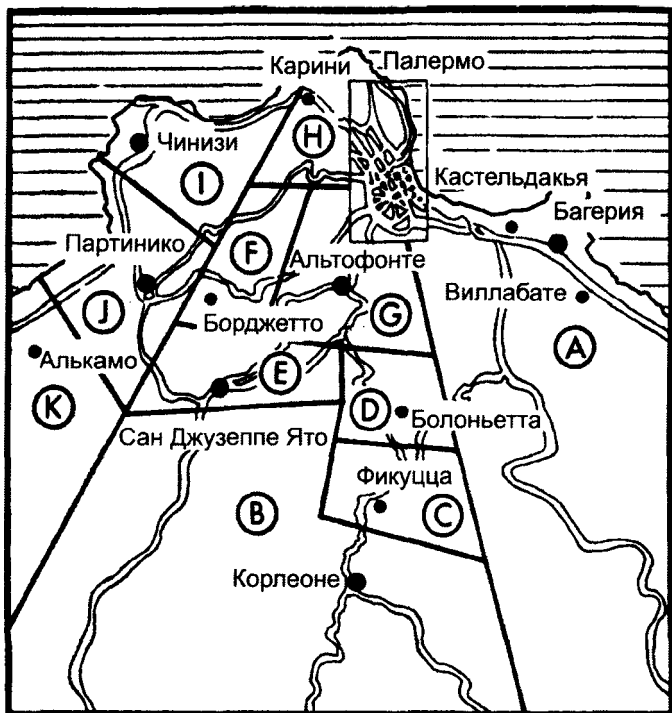 Карини
Палермо
Чинизи
H
I
Кастельдакья
Багерия
Партинико
F
Альтофонте
Виллабате
J
Борджетто
G
A
Алькамо
E
K
D
Болоньетта
Сан Джузеппе Ято
Фикуцца
B
C
Корлеоне